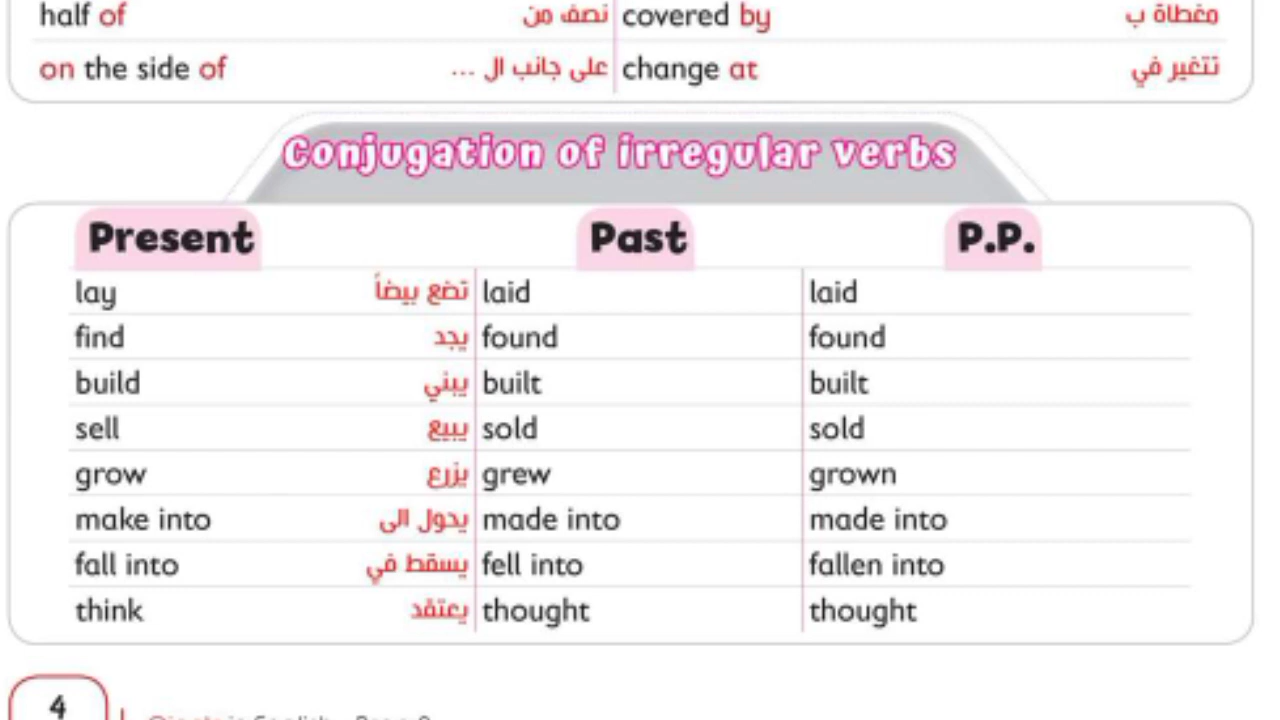 half of نصف من covered by مغطاة ب
on the side of على جانب ال ... change at تتغير في
Conjugation of irregular verbs
Present Past P.P.
lay تضع بيضاً laid laid
find يجد found found
build يبني built built
sell يبيع sold sold
grow يزرع grew grown
make into يحول الى made into made into
fall into يسقط في fell into fallen into
think يعتقد thought thought
4
in English